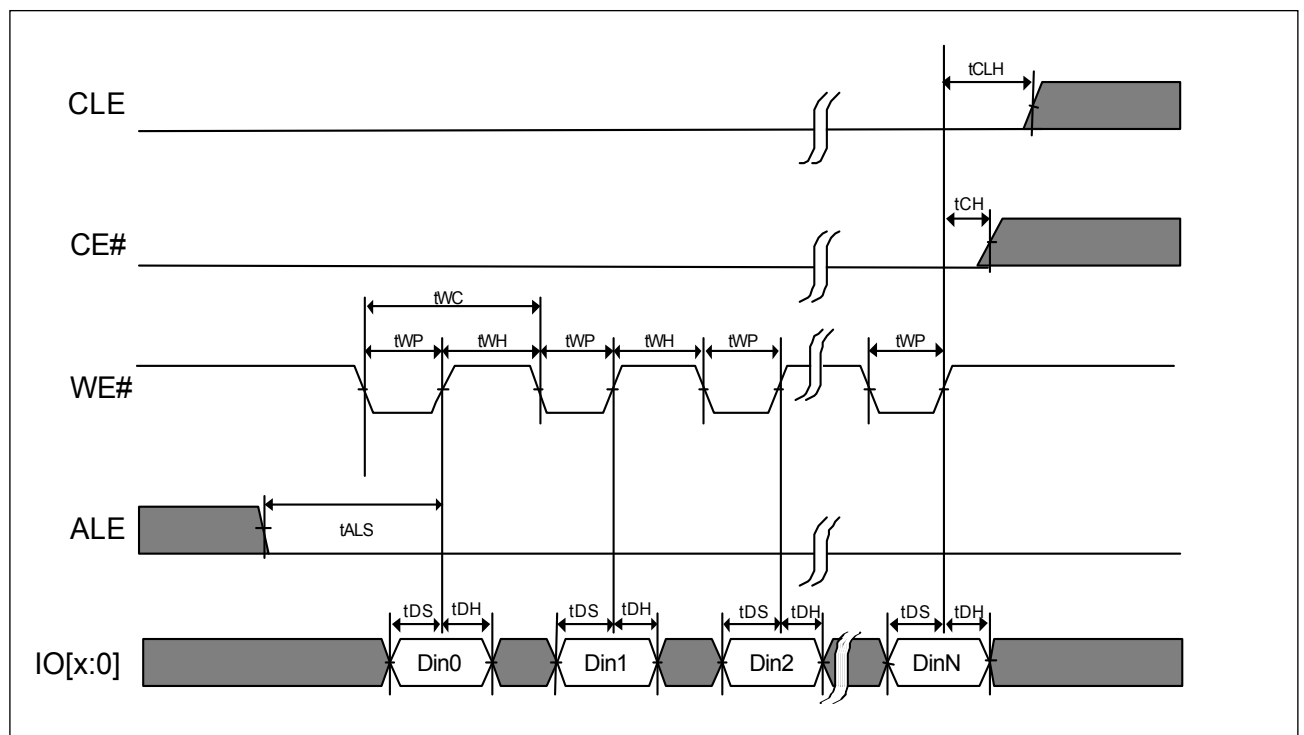 tCLH
CLE
tCH
CE#
tWC
tWP tWH tWP tWH tWP tWP
WE#
ALE
tALS
tDS tDH tDS tDH tDS tDH tDS tDH
IO[x:0] Din0 Din1 Din2 DinN